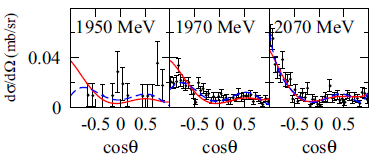 dσ/dΩ (mb/sr)
1950 MeV 1970 MeV 2070 MeV
0.04
0
-0.5 0 0.5 -0.5 0 0.5 -0.5 0 0.5
cosθ cosθ cosθ